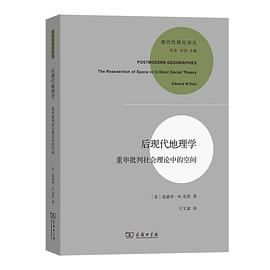 现代性研究译丛
周宪 许钧 主编
POSTMODERN GEOGRAPHIES
The Reassertion of Space in Critical Social Theory
Edward W.Soja
后现代地理学
重申批判社会理论中的空间
〔美〕爱德华·W.苏贾 著
王文斌 译
商务印书馆